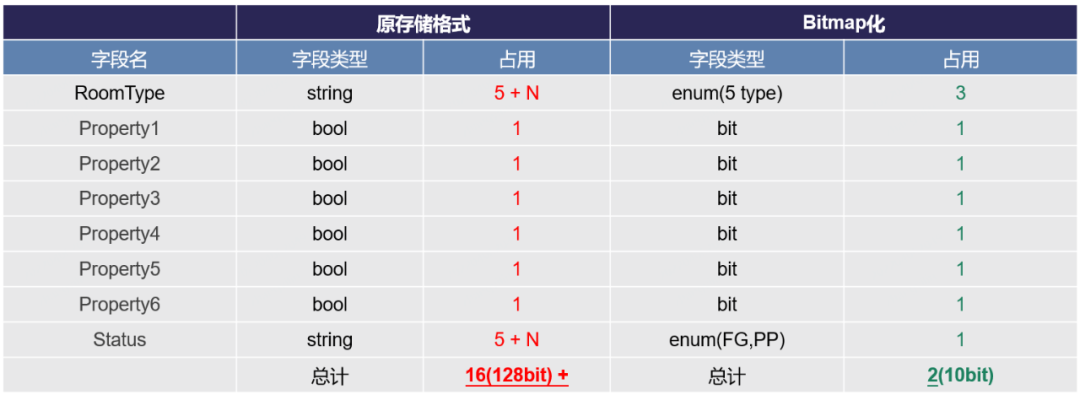 原存储格式 Bitmap化
字段名 字段类型 占用 字段类型 占用
RoomType string 5 + N enum(5 type) 3
Property1 bool 1 bit 1
Property2 bool 1 bit 1
Property3 bool 1 bit 1
Property4 bool 1 bit 1
Property5 bool 1 bit 1
Property6 bool 1 bit 1
Status string 5 + N enum(FG,PP) 1
总计 16(128bit) + 总计 2(10bit)